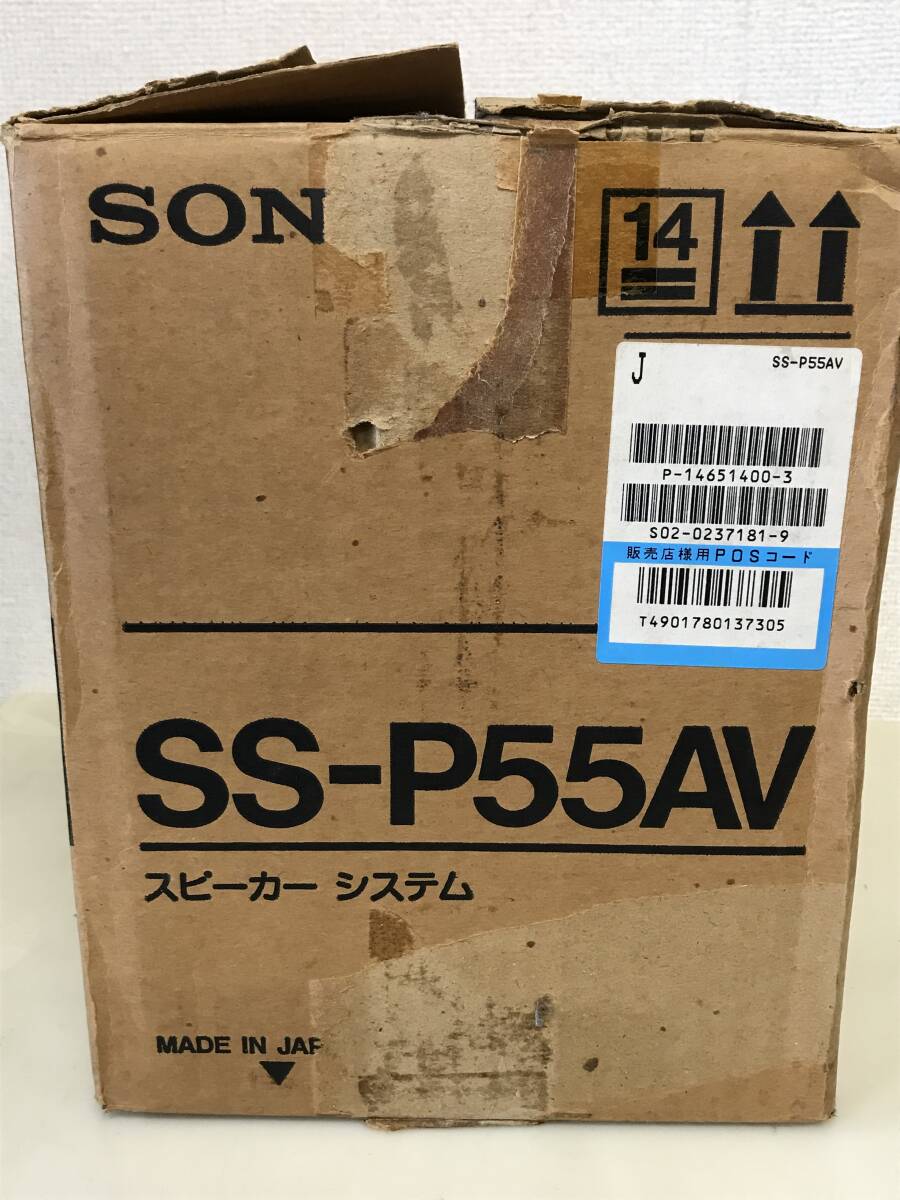 SON
14
J
SS-P55AV
P-14651400-3
S02-0237181-9
販売店様用POSコード
T4901780137305
SS-P55AV
スピーカー システム
MADE IN JAP